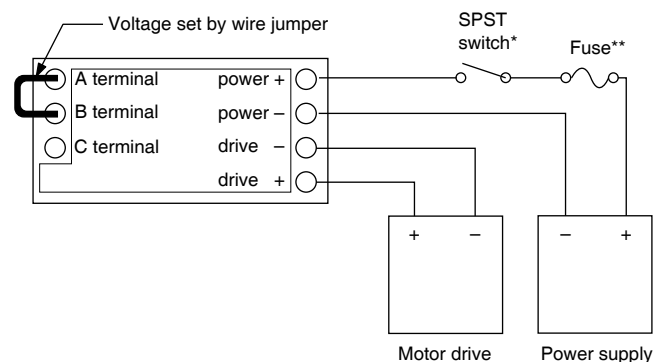 Voltage set by wire jumper
SPST
switch*
Fuse**
A terminal
power +
B terminal
power –
C terminal
drive –
drive +
+ –
– +
Motor drive
Power supply